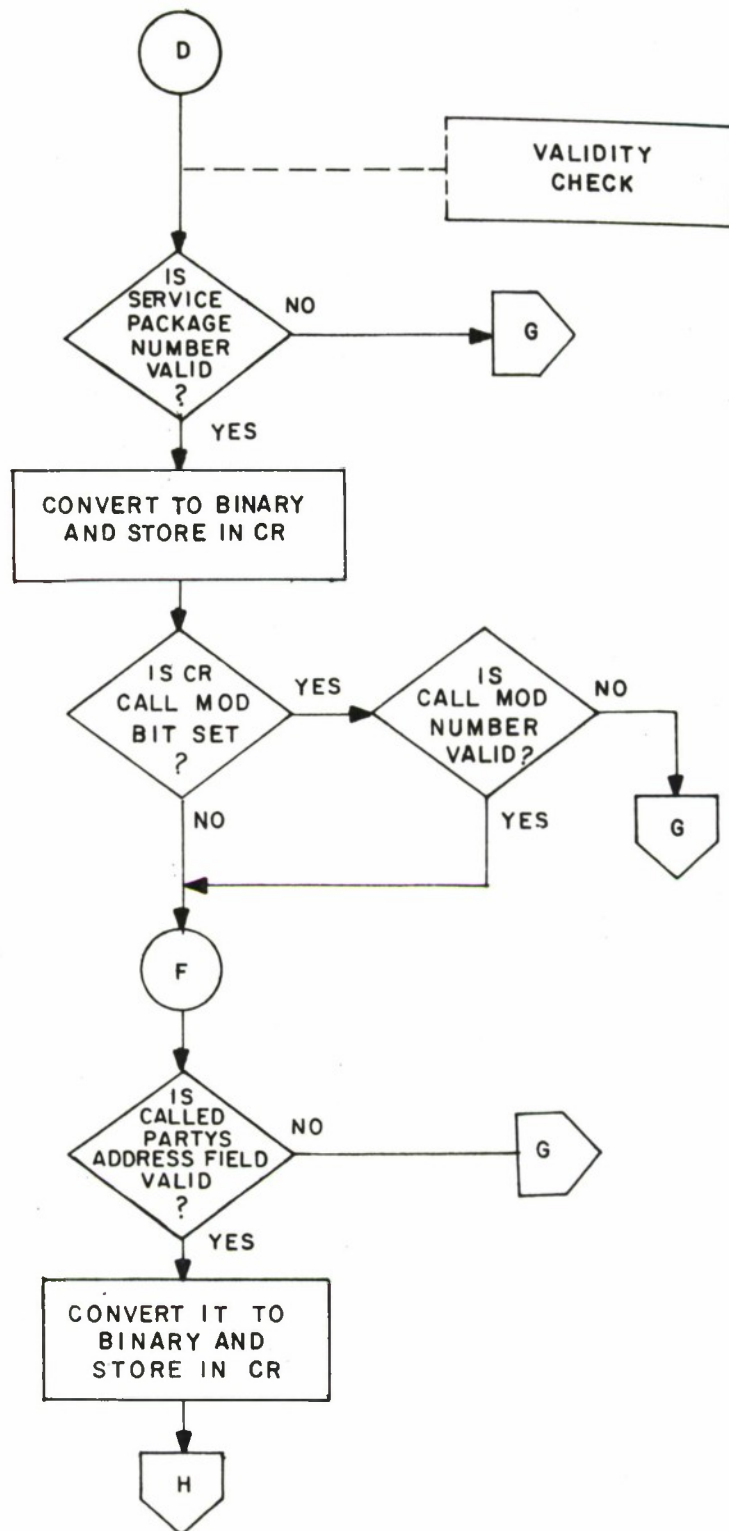 D
VALIDITY
CHECK
IS
SERVICE
PACKAGE
NUMBER
VALID
?
NO
G
YES
CONVERT TO BINARY
AND STORE IN CR
IS CR
CALL MOD
BIT SET
?
YES
IS
CALL MOD
NUMBER
VALID?
NO
G
NO
YES
F
IS
CALLED
PARTYS
ADDRESS FIELD
VALID
?
NO
G
YES
CONVERT IT TO
BINARY AND
STORE IN CR
H